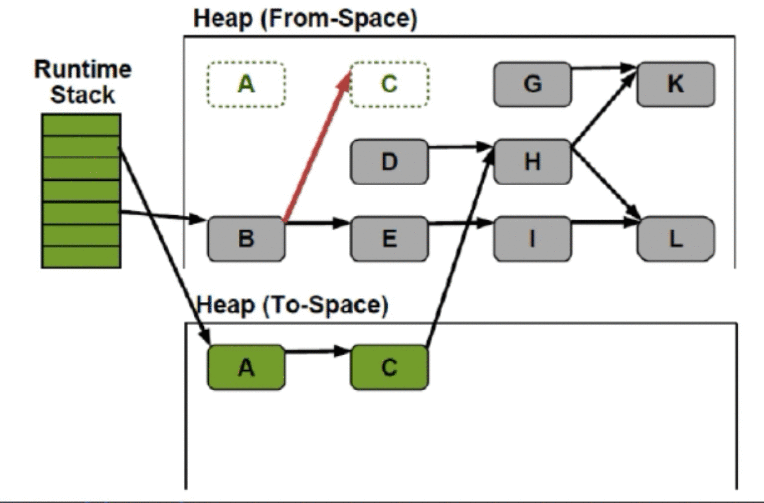 Heap (From-Space)
Runtime
Stack
A
C
G
K
D
H
B
E
I
L
Heap (To-Space)
A
C